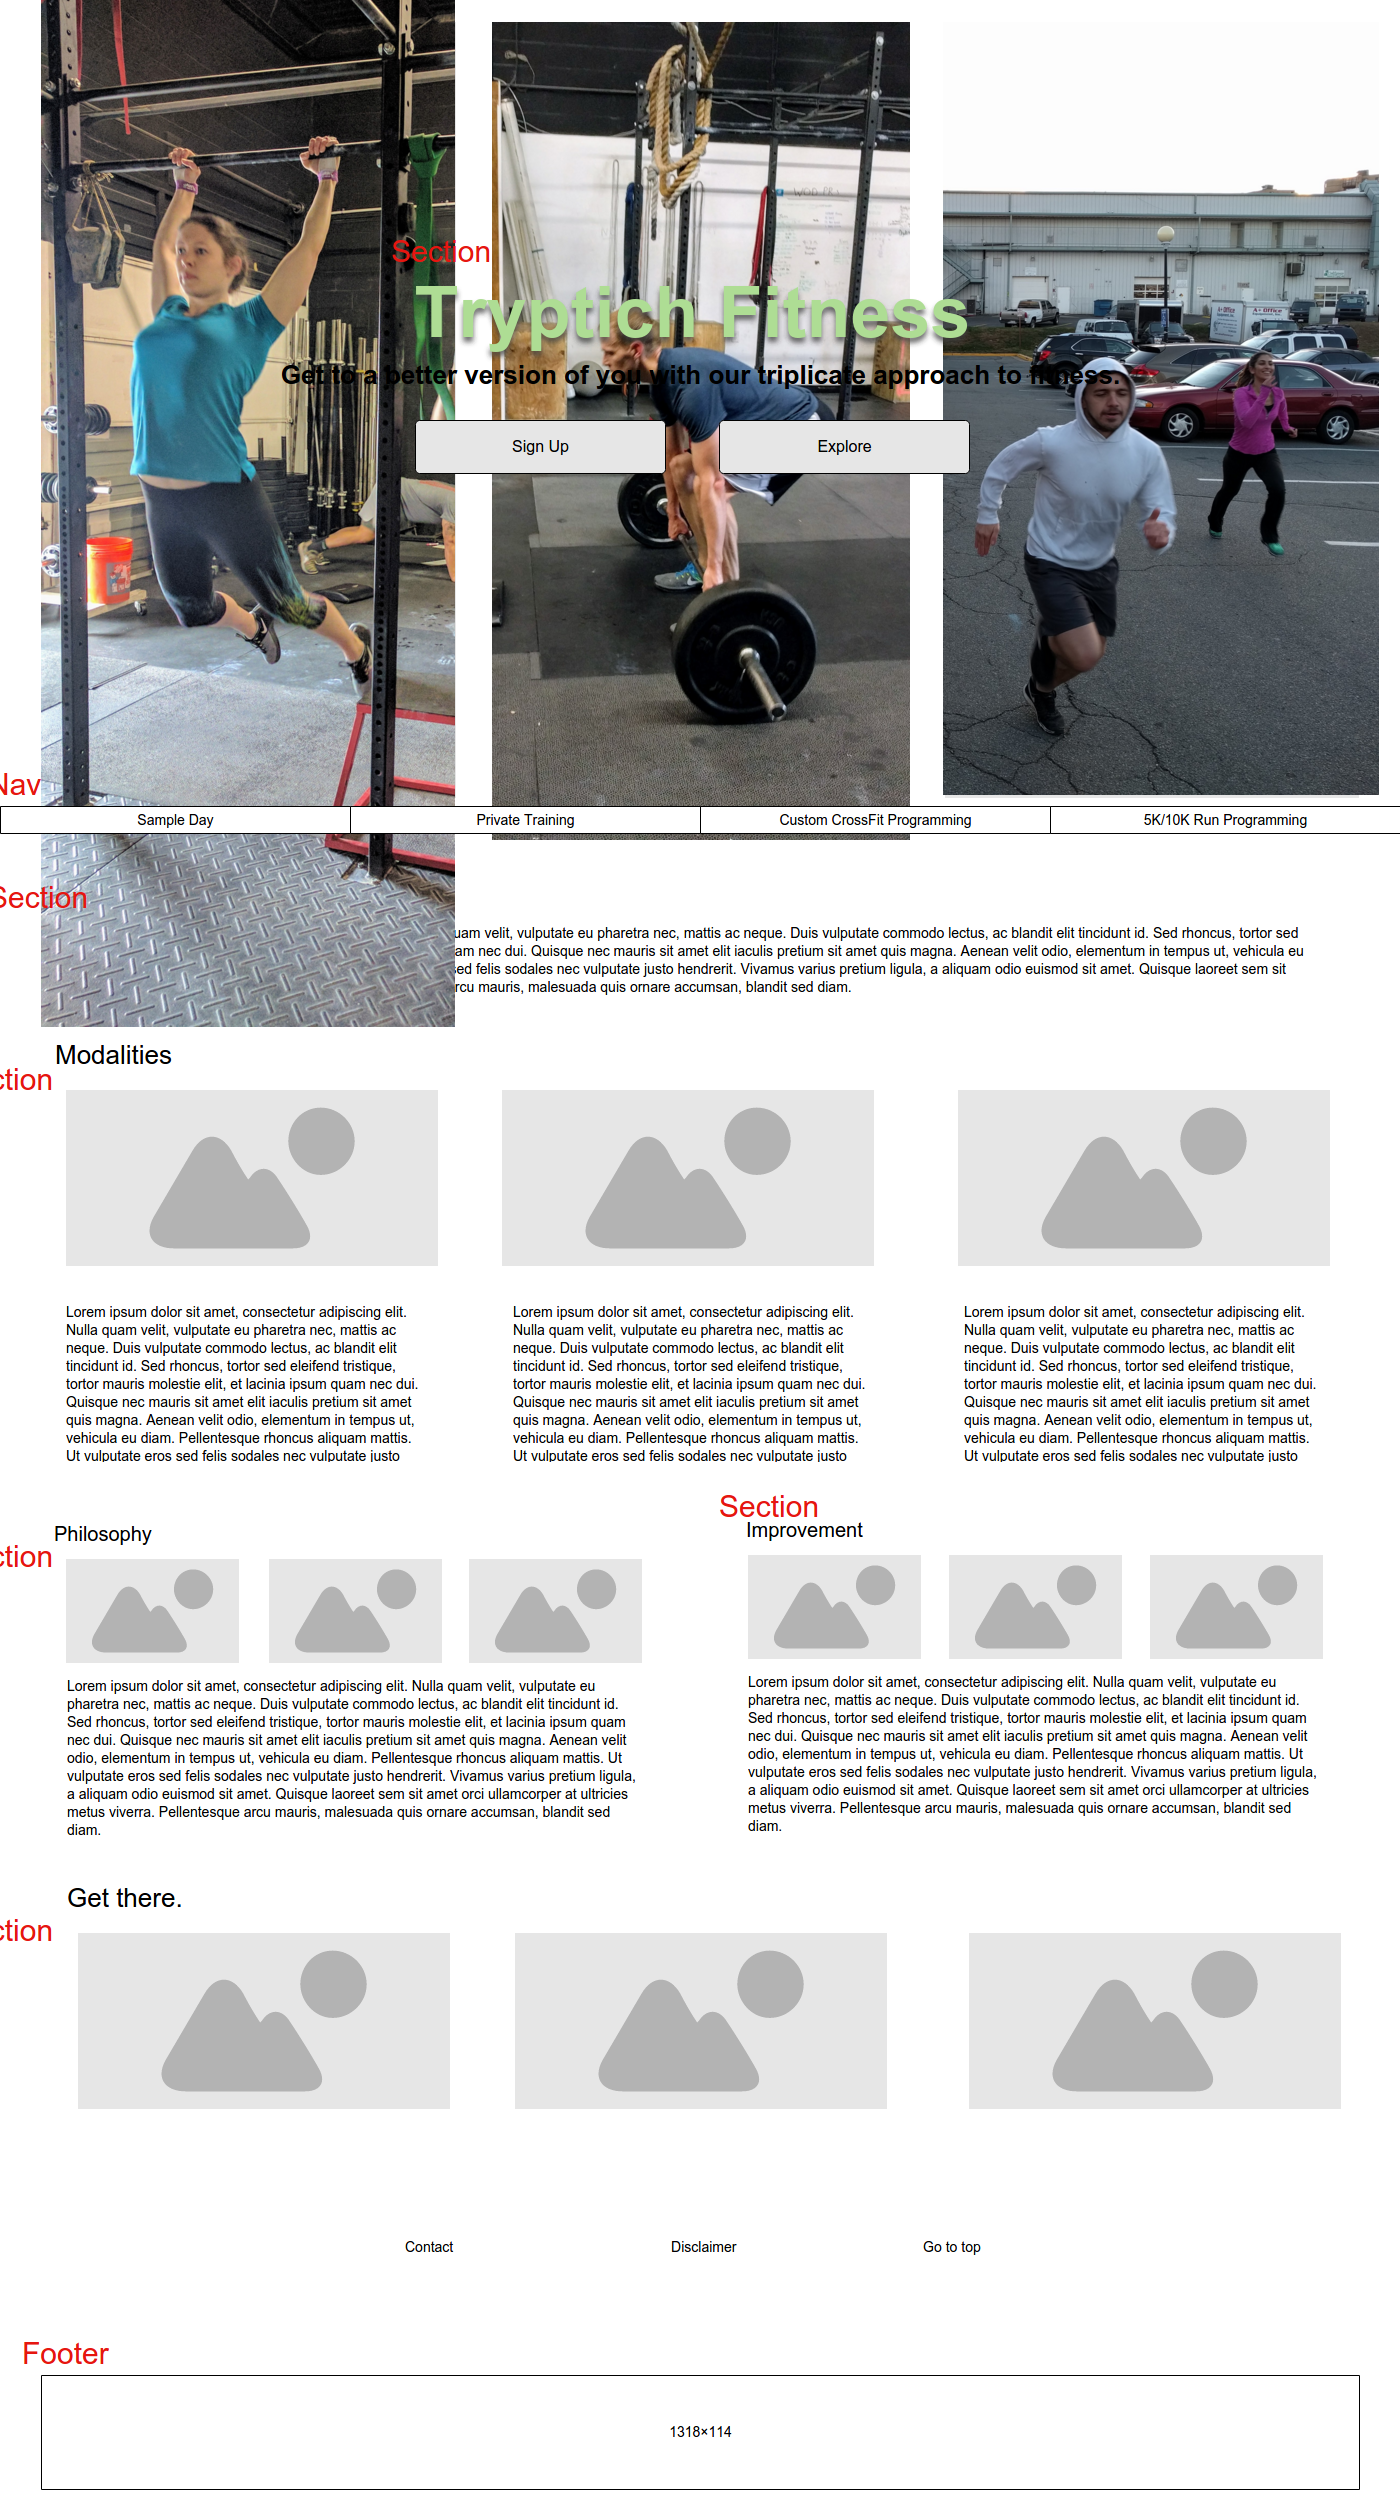 Section
Tryptich Fitness
Get to a better version of you with our triplicate approach to fitness.
Sign Up
Explore
Nav
Sample Day
Private Training
Custom CrossFit Programming
5K/10K Run Programming
Section
uam velit, vulputate eu pharetra nec, mattis ac neque. Duis vulputate commodo lectus, ac blandit elit tincidunt id. Sed rhoncus, tortor sed
am nec dui. Quisque nec mauris sit amet elit iaculis pretium sit amet quis magna. Aenean velit odio, elementum in tempus ut, vehicula eu
sed felis sodales nec vulputate justo hendrerit. Vivamus varius pretium ligula, a aliquam odio euismod sit amet. Quisque laoreet sem sit
rcu mauris, malesuada quis ornare accumsan, blandit sed diam.
Modalities
ction
Lorem ipsum dolor sit amet, consectetur adipiscing elit.
Nulla quam velit, vulputate eu pharetra nec, mattis ac
neque. Duis vulputate commodo lectus, ac blandit elit
tincidunt id. Sed rhoncus, tortor sed eleifend tristique,
tortor mauris molestie elit, et lacinia ipsum quam nec dui.
Quisque nec mauris sit amet elit iaculis pretium sit amet
quis magna. Aenean velit odio, elementum in tempus ut,
vehicula eu diam. Pellentesque rhoncus aliquam mattis.
Ut vulputate eros sed felis sodales nec vulputate justo
Lorem ipsum dolor sit amet, consectetur adipiscing elit.
Nulla quam velit, vulputate eu pharetra nec, mattis ac
neque. Duis vulputate commodo lectus, ac blandit elit
tincidunt id. Sed rhoncus, tortor sed eleifend tristique,
tortor mauris molestie elit, et lacinia ipsum quam nec dui.
Quisque nec mauris sit amet elit iaculis pretium sit amet
quis magna. Aenean velit odio, elementum in tempus ut,
vehicula eu diam. Pellentesque rhoncus aliquam mattis.
Ut vulputate eros sed felis sodales nec vulputate justo
Lorem ipsum dolor sit amet, consectetur adipiscing elit.
Nulla quam velit, vulputate eu pharetra nec, mattis ac
neque. Duis vulputate commodo lectus, ac blandit elit
tincidunt id. Sed rhoncus, tortor sed eleifend tristique,
tortor mauris molestie elit, et lacinia ipsum quam nec dui.
Quisque nec mauris sit amet elit iaculis pretium sit amet
quis magna. Aenean velit odio, elementum in tempus ut,
vehicula eu diam. Pellentesque rhoncus aliquam mattis.
Ut vulputate eros sed felis sodales nec vulputate justo
Philosophy
ction
Lorem ipsum dolor sit amet, consectetur adipiscing elit. Nulla quam velit, vulputate eu
pharetra nec, mattis ac neque. Duis vulputate commodo lectus, ac blandit elit tincidunt id.
Sed rhoncus, tortor sed eleifend tristique, tortor mauris molestie elit, et lacinia ipsum quam
nec dui. Quisque nec mauris sit amet elit iaculis pretium sit amet quis magna. Aenean velit
odio, elementum in tempus ut, vehicula eu diam. Pellentesque rhoncus aliquam mattis. Ut
vulputate eros sed felis sodales nec vulputate justo hendrerit. Vivamus varius pretium ligula,
a aliquam odio euismod sit amet. Quisque laoreet sem sit amet orci ullamcorper at ultricies
metus viverra. Pellentesque arcu mauris, malesuada quis ornare accumsan, blandit sed
diam.
Section
Improvement
Lorem ipsum dolor sit amet, consectetur adipiscing elit. Nulla quam velit, vulputate eu
pharetra nec, mattis ac neque. Duis vulputate commodo lectus, ac blandit elit tincidunt id.
Sed rhoncus, tortor sed eleifend tristique, tortor mauris molestie elit, et lacinia ipsum quam
nec dui. Quisque nec mauris sit amet elit iaculis pretium sit amet quis magna. Aenean velit
odio, elementum in tempus ut, vehicula eu diam. Pellentesque rhoncus aliquam mattis. Ut
vulputate eros sed felis sodales nec vulputate justo hendrerit. Vivamus varius pretium ligula,
a aliquam odio euismod sit amet. Quisque laoreet sem sit amet orci ullamcorper at ultricies
metus viverra. Pellentesque arcu mauris, malesuada quis ornare accumsan, blandit sed
diam.
Get there.
ction
Contact
Disclaimer
Go to top
Footer
1318×114